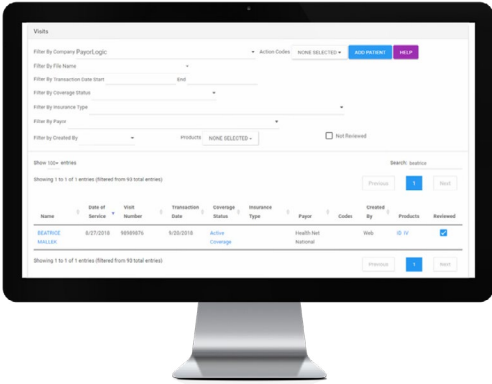 Visits
Filter By Company PayorLogic Action Codes NONE SELECTED ADD PATIENT HELP
Filter By File Name
Filter By Transaction Date Start End
Filter By Coverage Status
Filter By Insurance Type
Filter By Payor
Filter by Created By Products NONE SELECTED Not Reviewed
Show 100 entries Search: beatrice
Showing 1 to 1 of 1 entries (filtered from 93 total entries)
Previous 1 Next
Name Date of Service Visit Number Transaction Date Coverage Status Insurance Type Payor Codes Created By Products Reviewed
BEATRICE 8/27/2018 98989876 9/20/2018 Active Health Net Web IV
MALLEK Coverage National
Showing 1 to 1 of 1 entries (filtered from 93 total entries)
Previous 1 Next